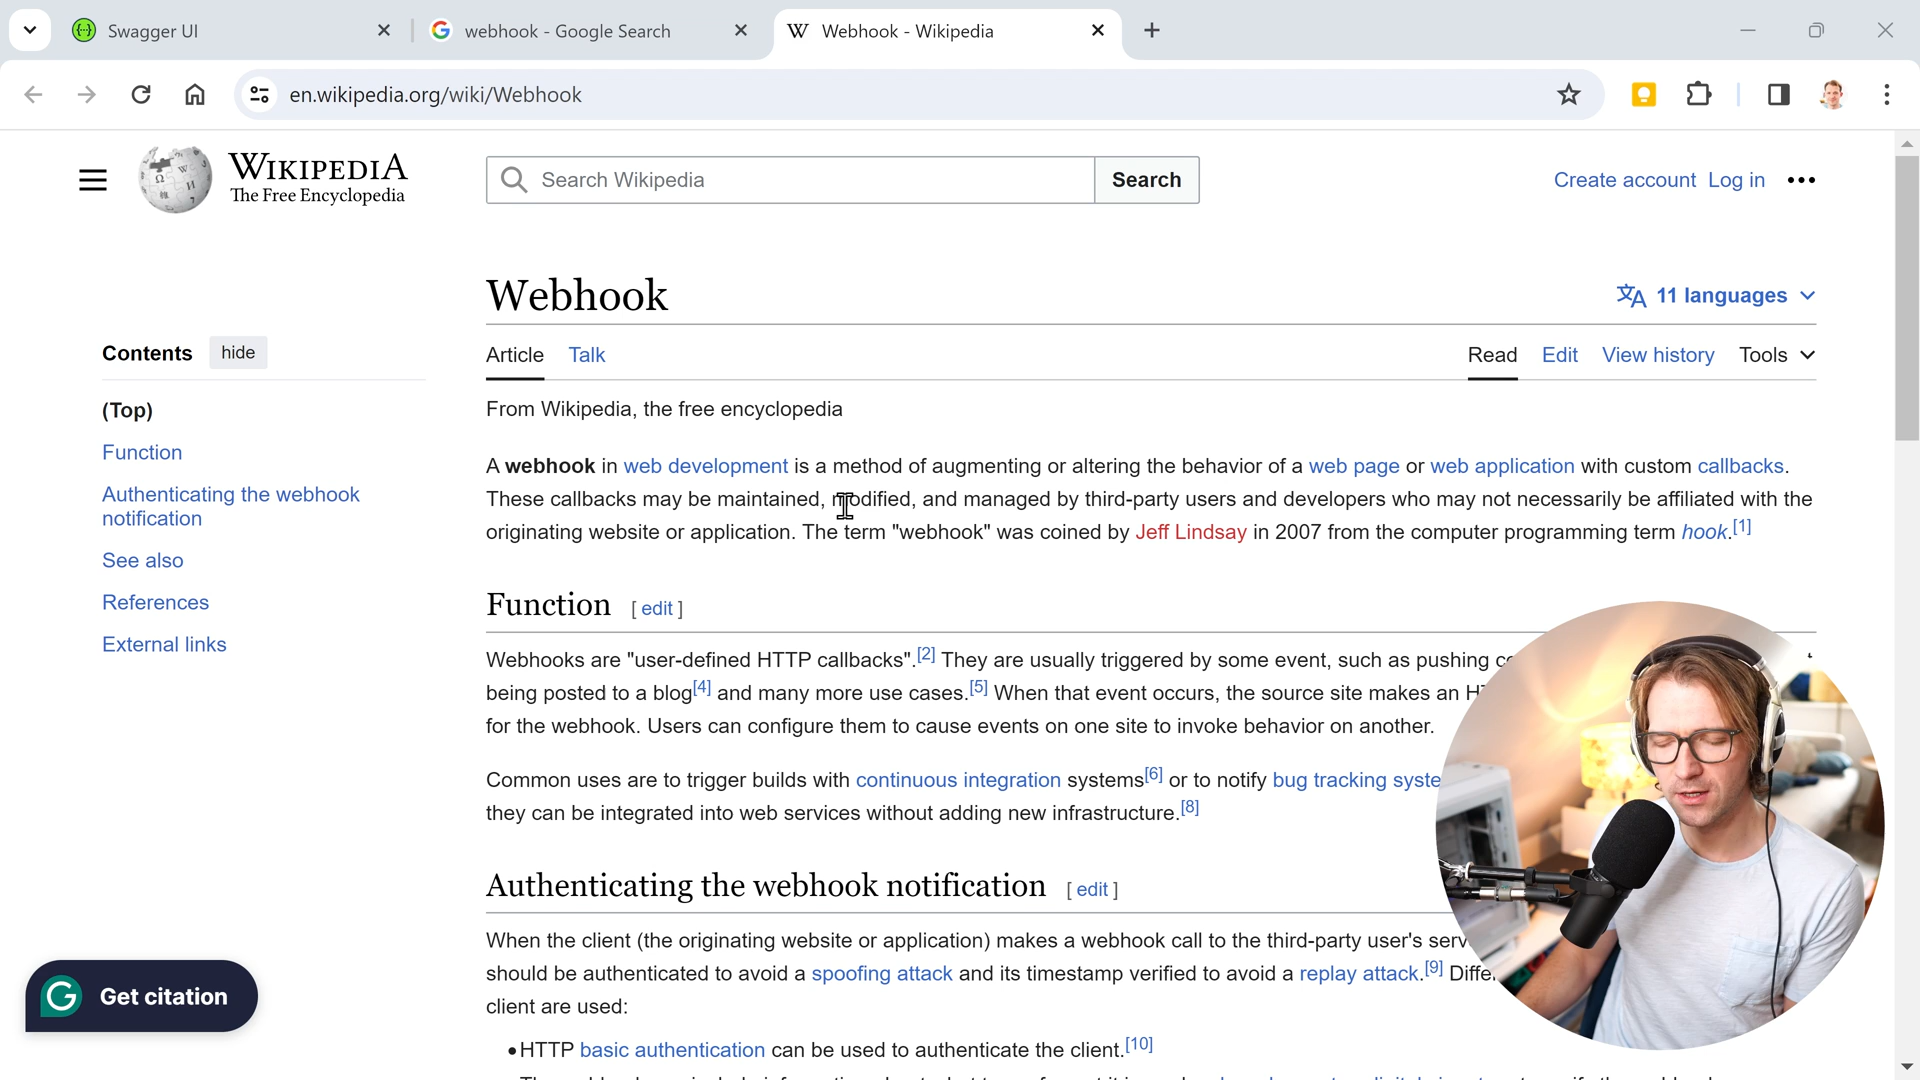 Swagger UI
webhook - Google Search
W Webhook - Wikipedia
en.wikipedia.org/wiki/Webhook
WIKIPEDIA
The Free Encyclopedia
Search Wikipedia
Search
Create account Log in
Webhook
11 languages
Contents hide
Article Talk
Read Edit View history Tools
(Top)
Function
Authenticating the webhook
notification
See also
References
External links
From Wikipedia, the free encyclopedia
A webhook in web development is a method of augmenting or altering the behavior of a web page or web application with custom callbacks.
These callbacks may be maintained, modified, and managed by third-party users and developers who may not necessarily be affiliated with the
originating website or application. The term "webhook" was coined by Jeff Lindsay in 2007 from the computer programming term hook.[1]
Function [ edit ]
Webhooks are "user-defined HTTP callbacks".[2] They are usually triggered by some event, such as pushing
being posted to a blog[4] and many more use cases.[5] When that event occurs, the source site makes an
for the webhook. Users can configure them to cause events on one site to invoke behavior on another.
Common uses are to trigger builds with continuous integration systems[6] or to notify bug tracking
they can be integrated into web services without adding new infrastructure.[8]
Authenticating the webhook notification [ edit ]
When the client (the originating website or application) makes a webhook call to the third-party user's
should be authenticated to avoid a spoofing attack and its timestamp verified to avoid a replay attack.[9]
client are used:
• HTTP basic authentication can be used to authenticate the client.[10]
Get citation